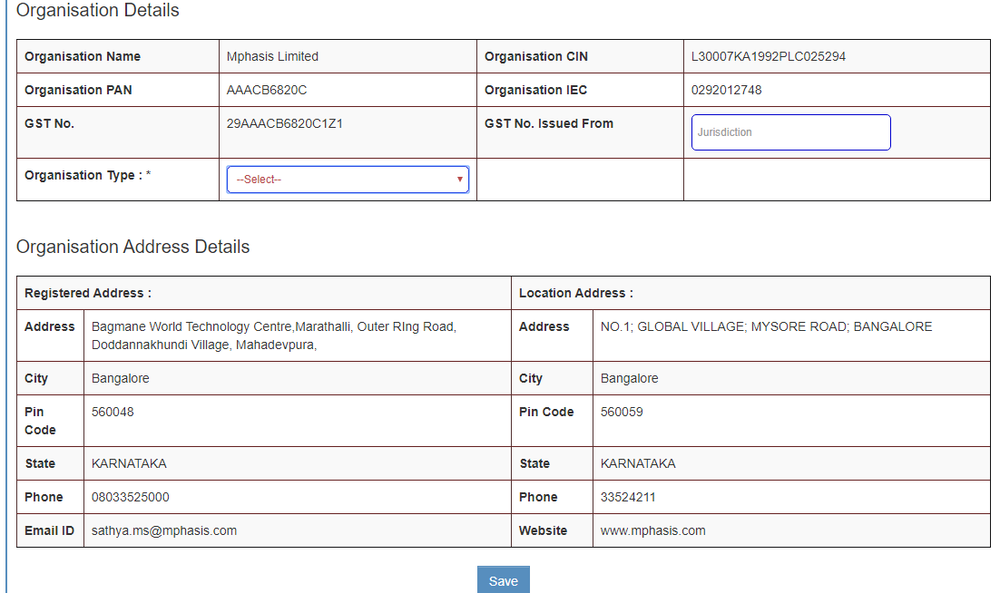 Organisation Details
Organisation Name Mphasis Limited Organisation CIN L30007KA1992PLC025294
Organisation PAN AAACB6820C Organisation IEC 0292012748
GST No. 29AAACB6820C1Z1 GST No. Issued From Jurisdiction
Organisation Type : * --Select--
Organisation Address Details
Registered Address : Location Address :
Address Bagmane World Technology Centre,Marathalli, Outer RIng Road, Address NO.1; GLOBAL VILLAGE; MYSORE ROAD; BANGALORE
Doddannakhundi Village, Mahadevpura,
City Bangalore City Bangalore
Pin 560048 Pin Code 560059
Code
State KARNATAKA State KARNATAKA
Phone 08033525000 Phone 33524211
Email ID sathya.ms@mphasis.com Website www.mphasis.com
Save